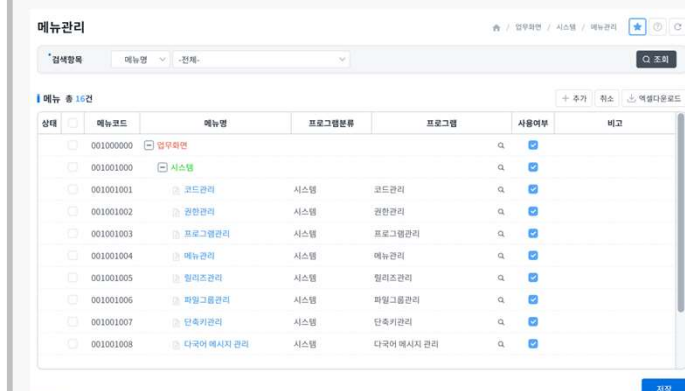 메뉴관리
/ 업무화면 / 시스템 / 메뉴관리
*검색항목 메뉴명 -전체- 조회
메뉴 총 16건 + 추가 취소 엑셀다운로드
상태 메뉴코드 메뉴명 프로그램분류 프로그램 사용여부 비고
001000000 업무화면
001001000 시스템
001001001 코드관리 시스템 코드관리
001001002 권한관리 시스템 권한관리
001001003 프로그램관리 시스템 프로그램관리
001001004 메뉴관리 시스템 메뉴관리
001001005 릴리즈관리 시스템 릴리즈관리
001001006 파일그룹관리 시스템 파일그룹관리
001001007 단축키관리 시스템 단축키관리
001001008 다국어 메시지 관리 시스템 다국어 메시지 관리
저장